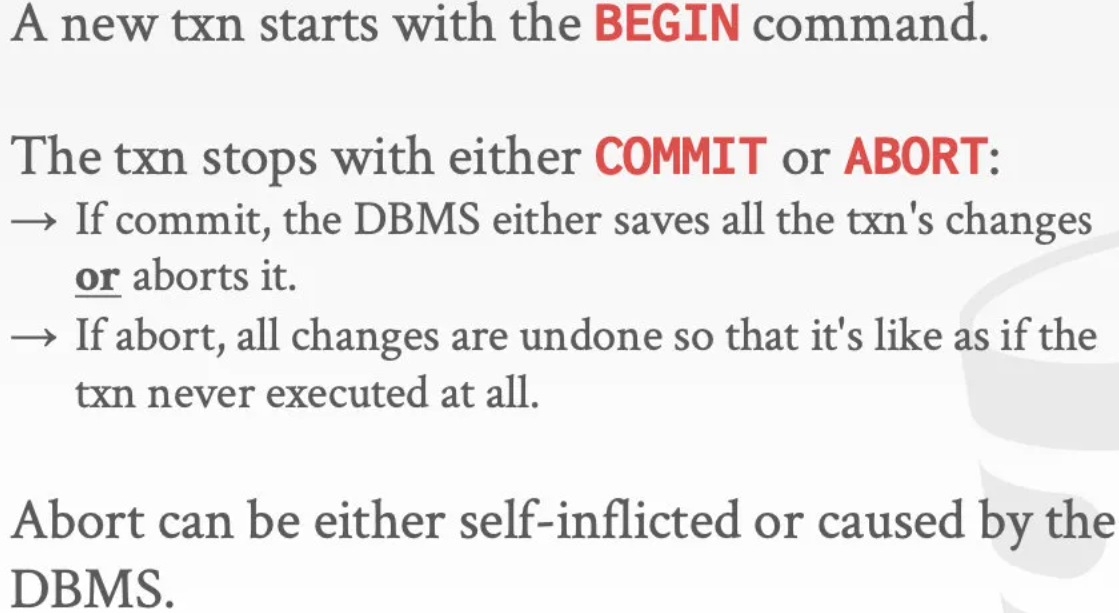 A new txn starts with the BEGIN command.
The txn stops with either COMMIT or ABORT:
→ If commit, the DBMS either saves all the txn's changes
or aborts it.
→ If abort, all changes are undone so that it's like as if the
txn never executed at all.
Abort can be either self-inflicted or caused by the
DBMS.